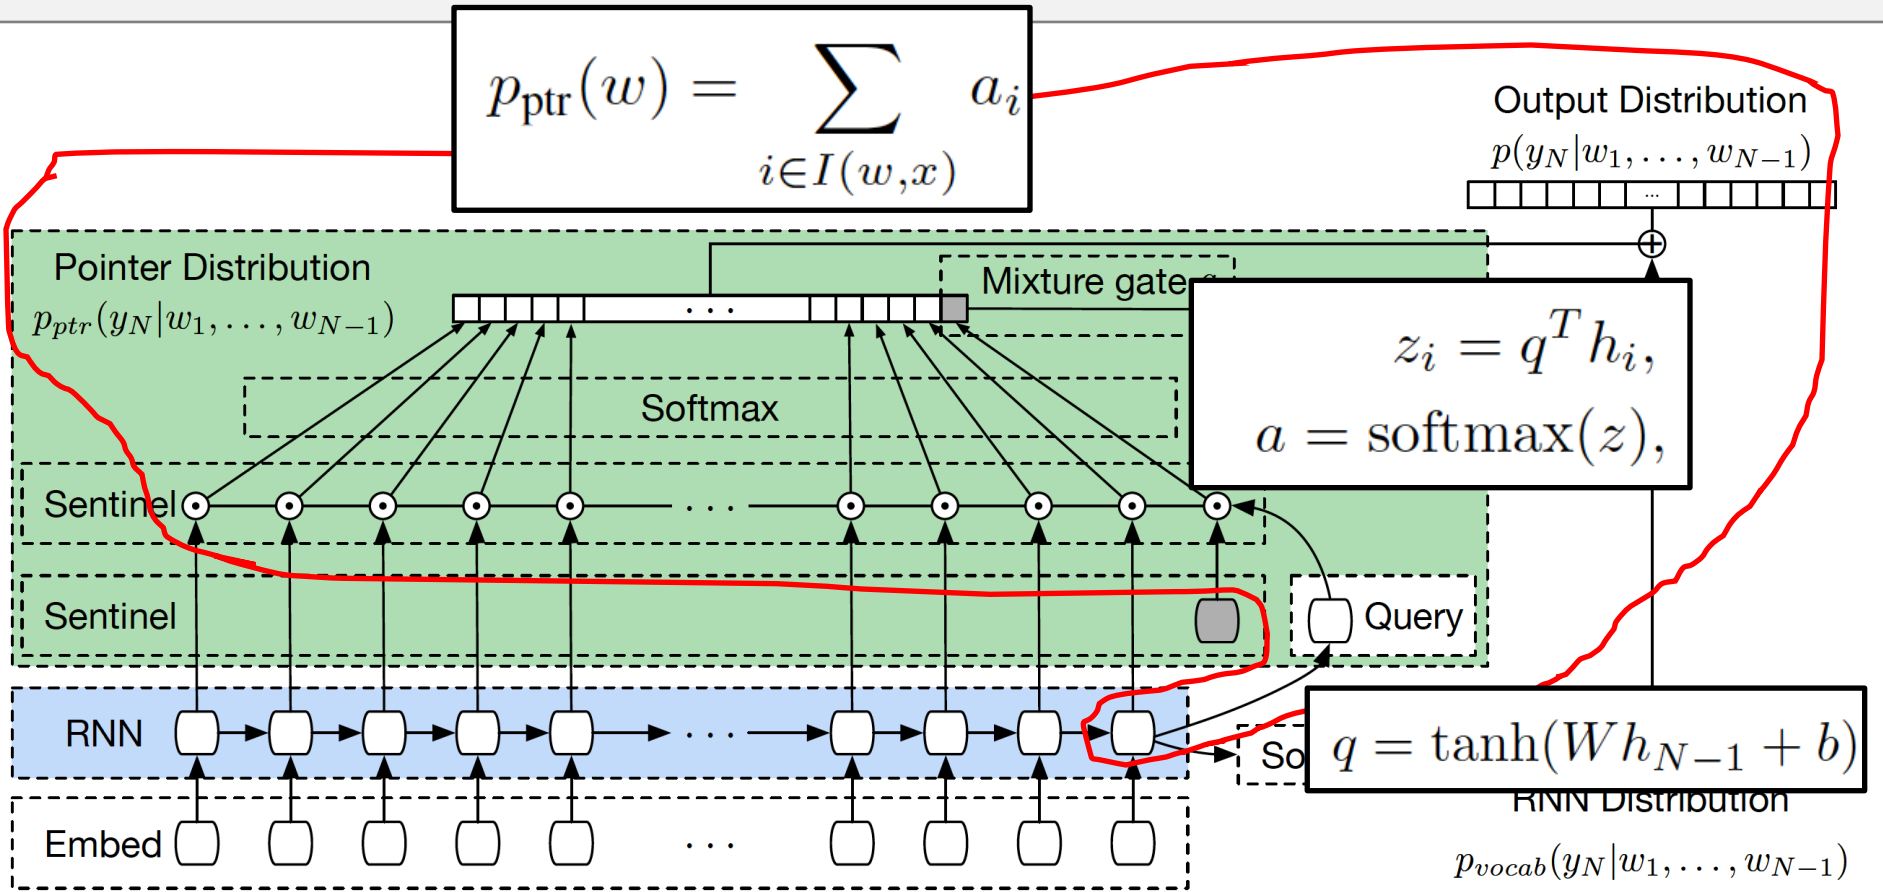 p_ptr(w) = ∑_{i∈I(w,x)} a_i
Output Distribution
p(y_N|w_1, . . . , w_{N−1})
...
Pointer Distribution
p_ptr(y_N|w_1, . . . , w_{N−1})
Mixture gate
. . .
z_i = q^T h_i,
a = softmax(z),
Softmax
Sentinel
. . .
Sentinel
Query
RNN
. . .
So
q = tanh(W h_{N−1} + b)
RNN Distribution
Embed
. . .
p_vocab(y_N|w_1, . . . , w_{N−1})